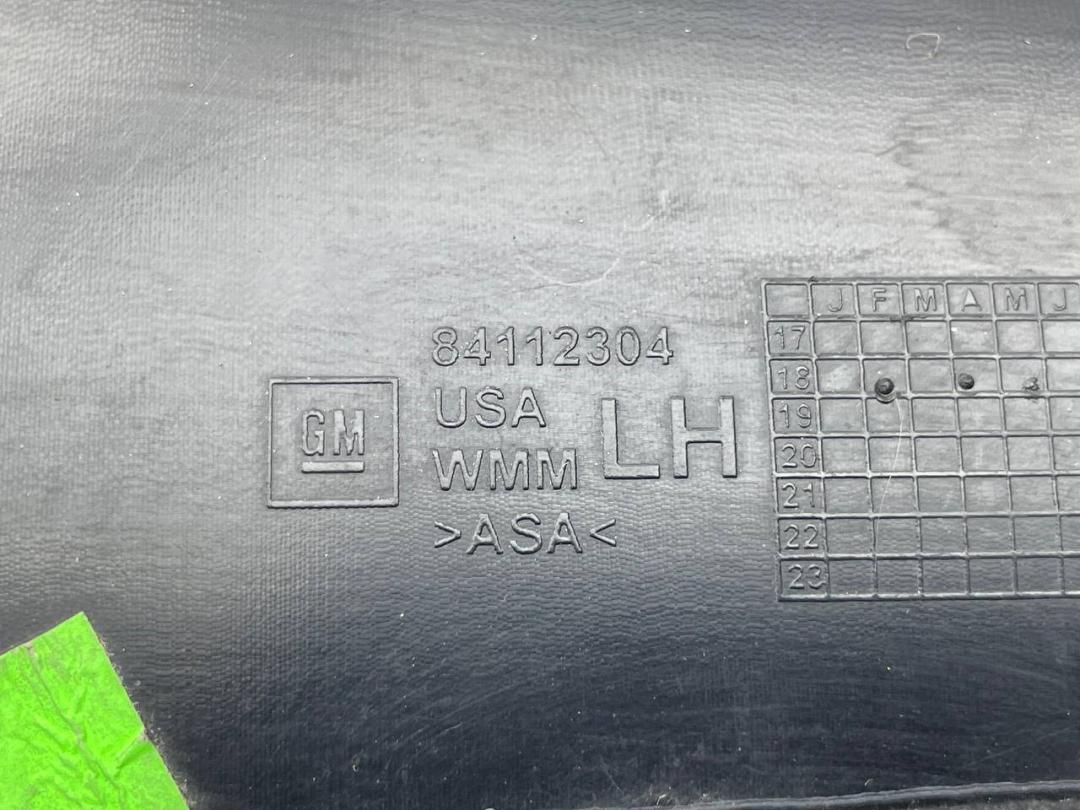 84112304
GM
USA
LH
WMM
>ASA<
J F M A M J
17
18
19
20
21
22
23